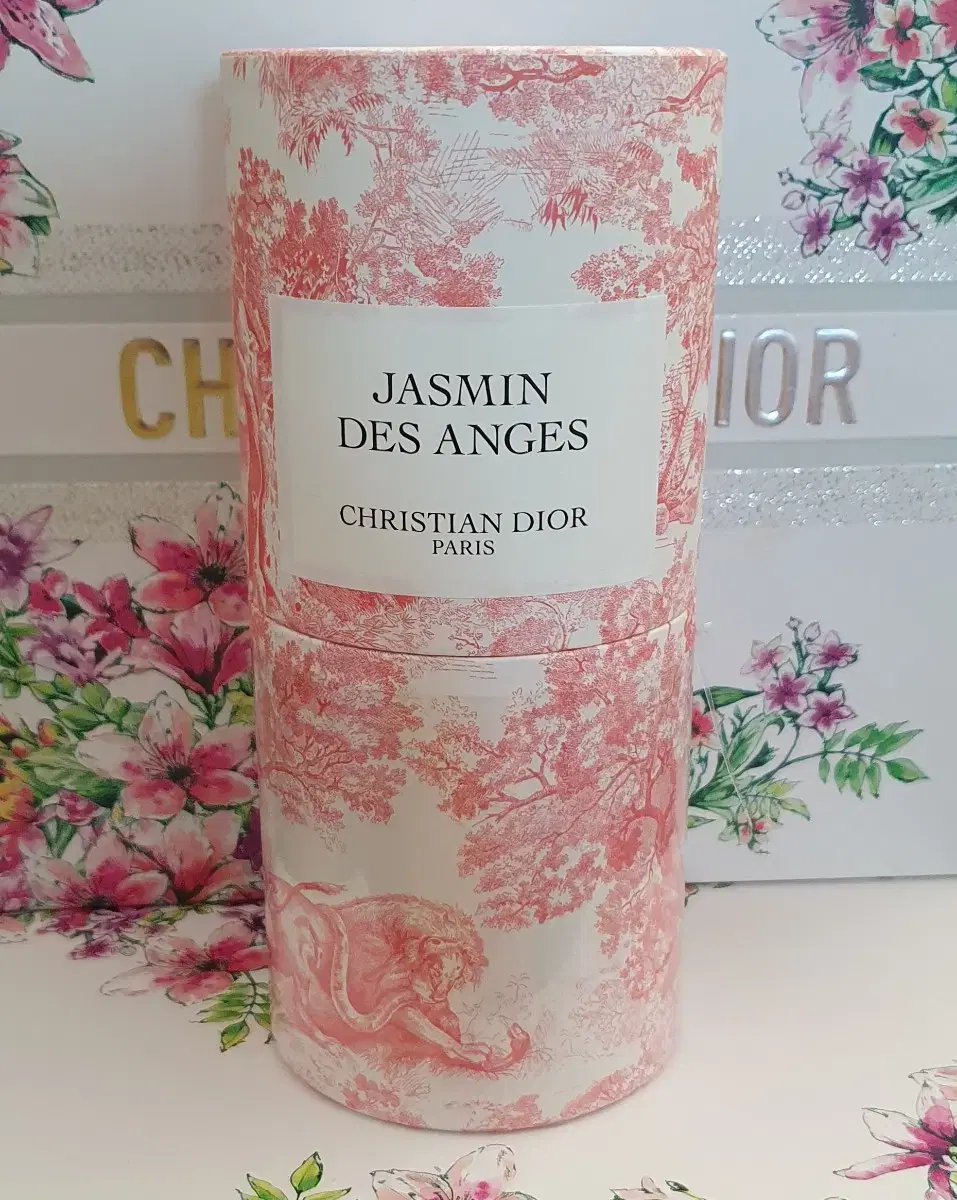 CH
IOR
JASMIN
DES ANGES
CHRISTIAN DIOR
PARIS